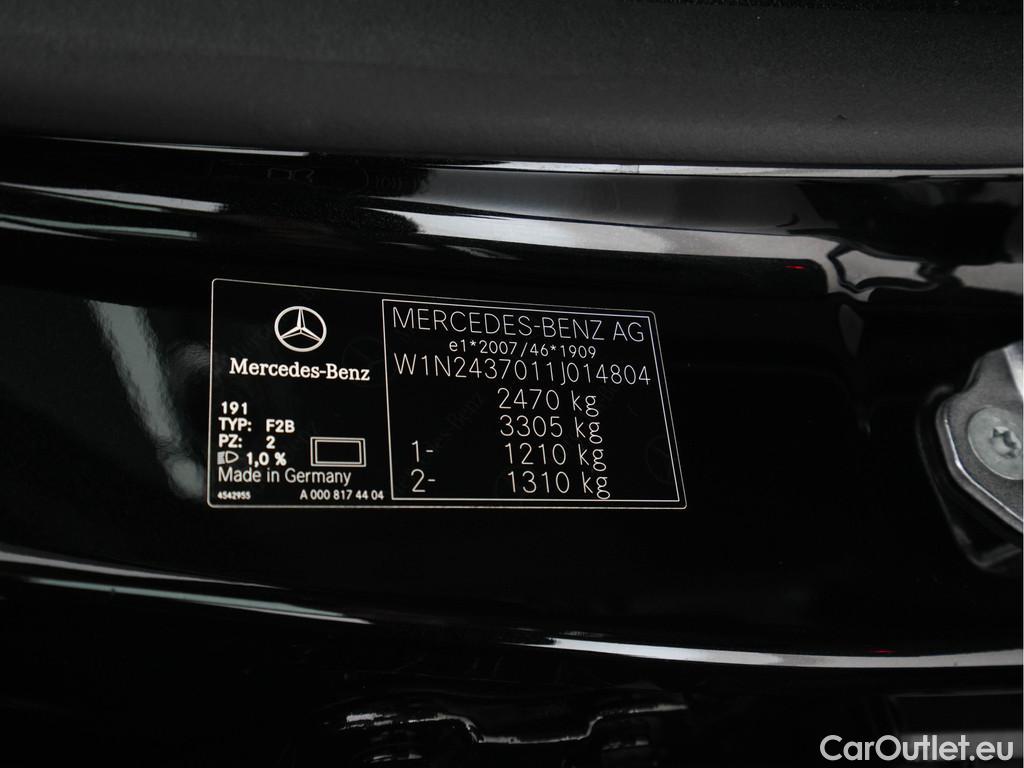 Mercedes-Benz
191
TYP: F2B
PZ: 2
1,0 %
Made in Germany
4542955 A 000 817 44 04
MERCEDES-BENZ AG
e1*2007/46*1909
W1N2437011J014804
2470 kg
3305 kg
1- 1210 kg
2- 1310 kg
CarOutlet.eu